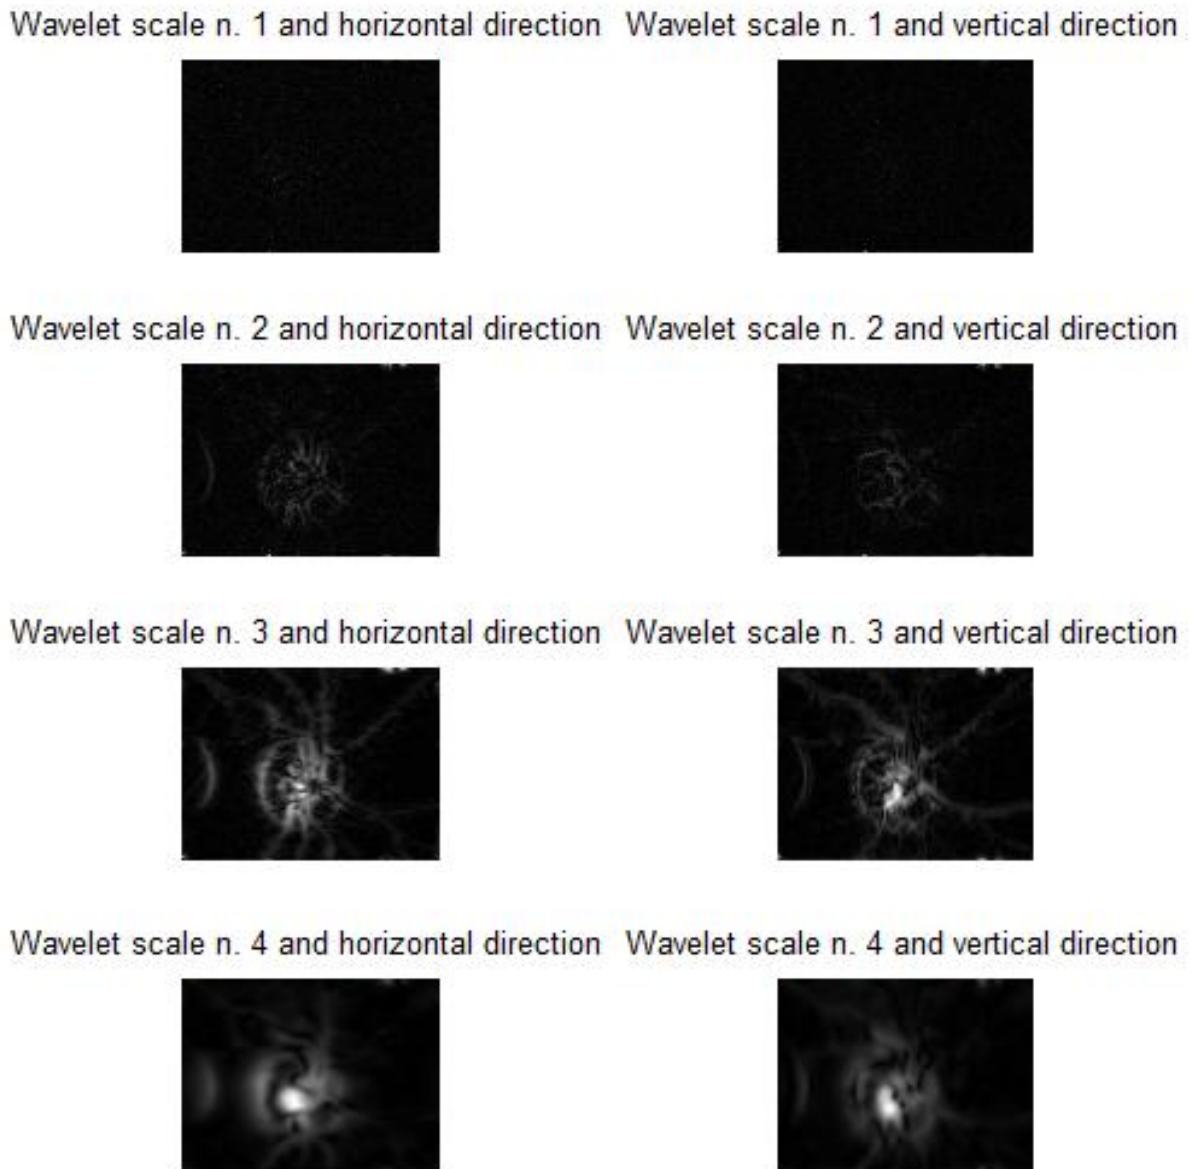 Wavelet scale n. 1 and horizontal direction
Wavelet scale n. 1 and vertical direction
Wavelet scale n. 2 and horizontal direction
Wavelet scale n. 2 and vertical direction
Wavelet scale n. 3 and horizontal direction
Wavelet scale n. 3 and vertical direction
Wavelet scale n. 4 and horizontal direction
Wavelet scale n. 4 and vertical direction